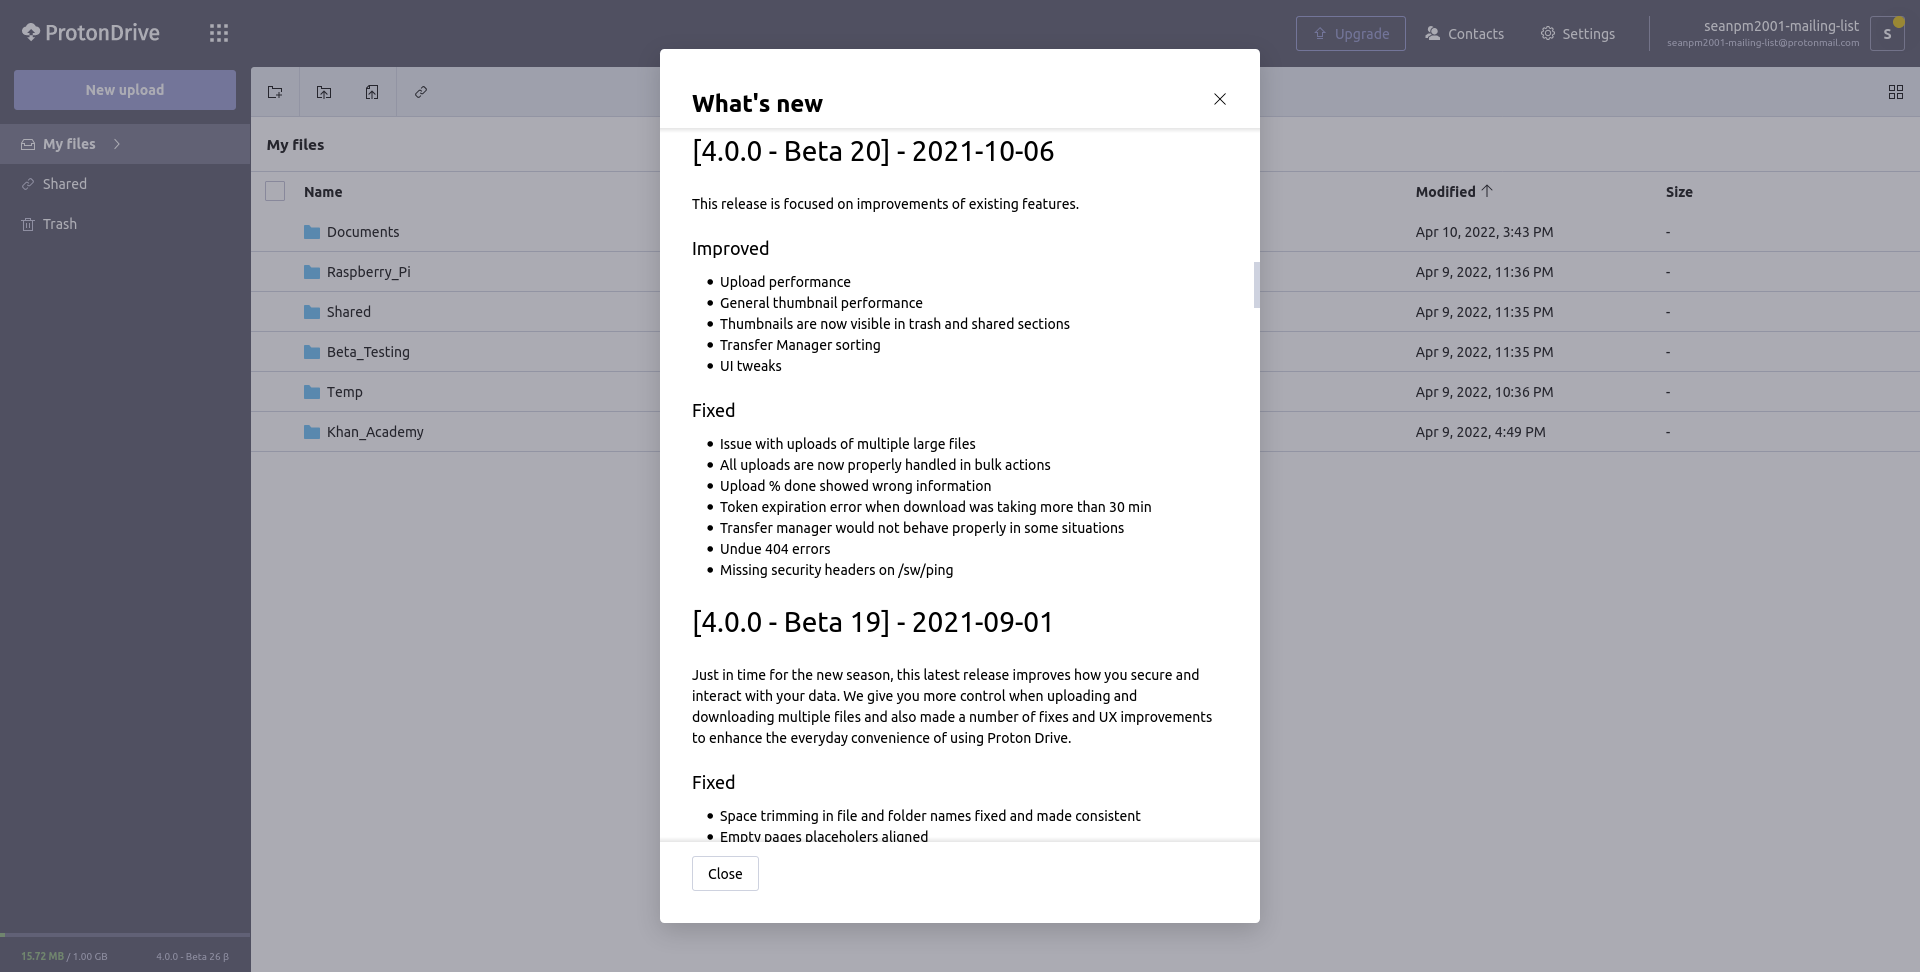 ProtonDrive
Upgrade
Contacts
Settings
seanpm2001-mailing-list
seanpm2001-mailing-list@protonmail.com
S
New upload
My files
Shared
Trash
My files
Name
Modified
Size
Documents
Apr 10, 2022, 3:43 PM
-
Raspberry_Pi
Apr 9, 2022, 11:36 PM
-
Shared
Apr 9, 2022, 11:35 PM
-
Beta_Testing
Apr 9, 2022, 11:35 PM
-
Temp
Apr 9, 2022, 10:36 PM
-
Khan_Academy
Apr 9, 2022, 4:49 PM
-
What's new
[4.0.0 - Beta 20] - 2021-10-06
This release is focused on improvements of existing features.
Improved
• Upload performance
• General thumbnail performance
• Thumbnails are now visible in trash and shared sections
• Transfer Manager sorting
• UI tweaks
Fixed
• Issue with uploads of multiple large files
• All uploads are now properly handled in bulk actions
• Upload % done showed wrong information
• Token expiration error when download was taking more than 30 min
• Transfer manager would not behave properly in some situations
• Undue 404 errors
• Missing security headers on /sw/ping
[4.0.0 - Beta 19] - 2021-09-01
Just in time for the new season, this latest release improves how you secure and
interact with your data. We give you more control when uploading and
downloading multiple files and also made a number of fixes and UX improvements
to enhance the everyday convenience of using Proton Drive.
Fixed
• Space trimming in file and folder names fixed and made consistent
• Empty pages placeholers aligned
Close
15.72 MB / 1.00 GB
4.0.0 - Beta 26 β